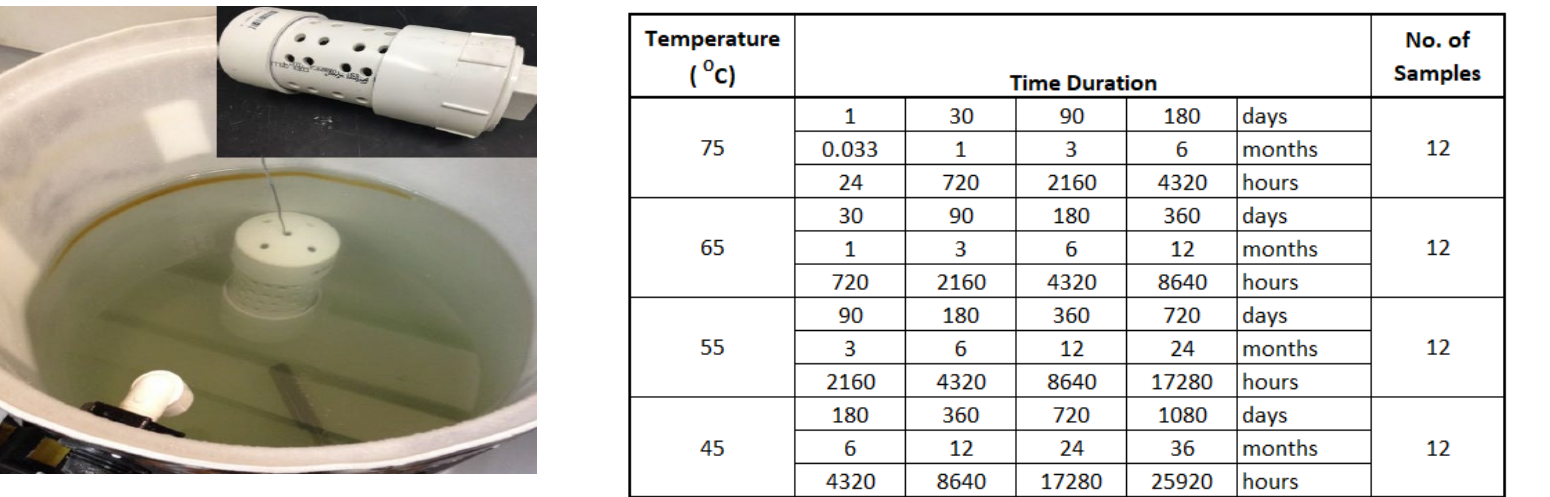 Temperature
( ⁰C)
Time Duration
No. of
Samples
1 30 90 180 days
75 0.033 1 3 6 months 12
24 720 2160 4320 hours
30 90 180 360 days
65 1 3 6 12 months 12
720 2160 4320 8640 hours
90 180 360 720 days
55 3 6 12 24 months 12
2160 4320 8640 17280 hours
180 360 720 1080 days
45 6 12 24 36 months 12
4320 8640 17280 25920 hours